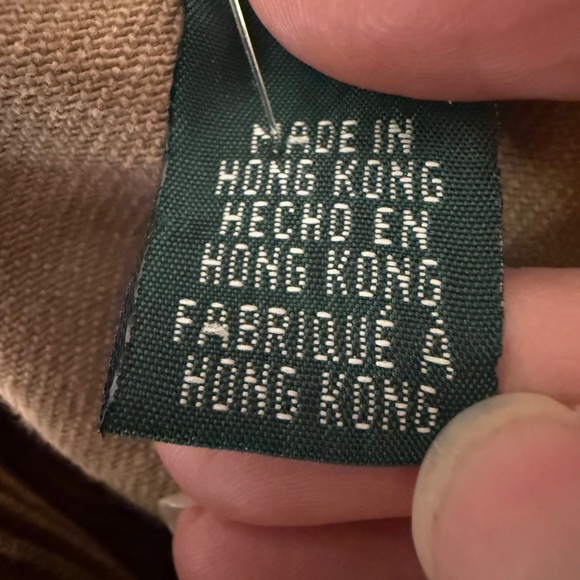 MADE IN
HONG KONG
HECHO EN
HONG KONG
FABRIQUÉ À
HONG KONG